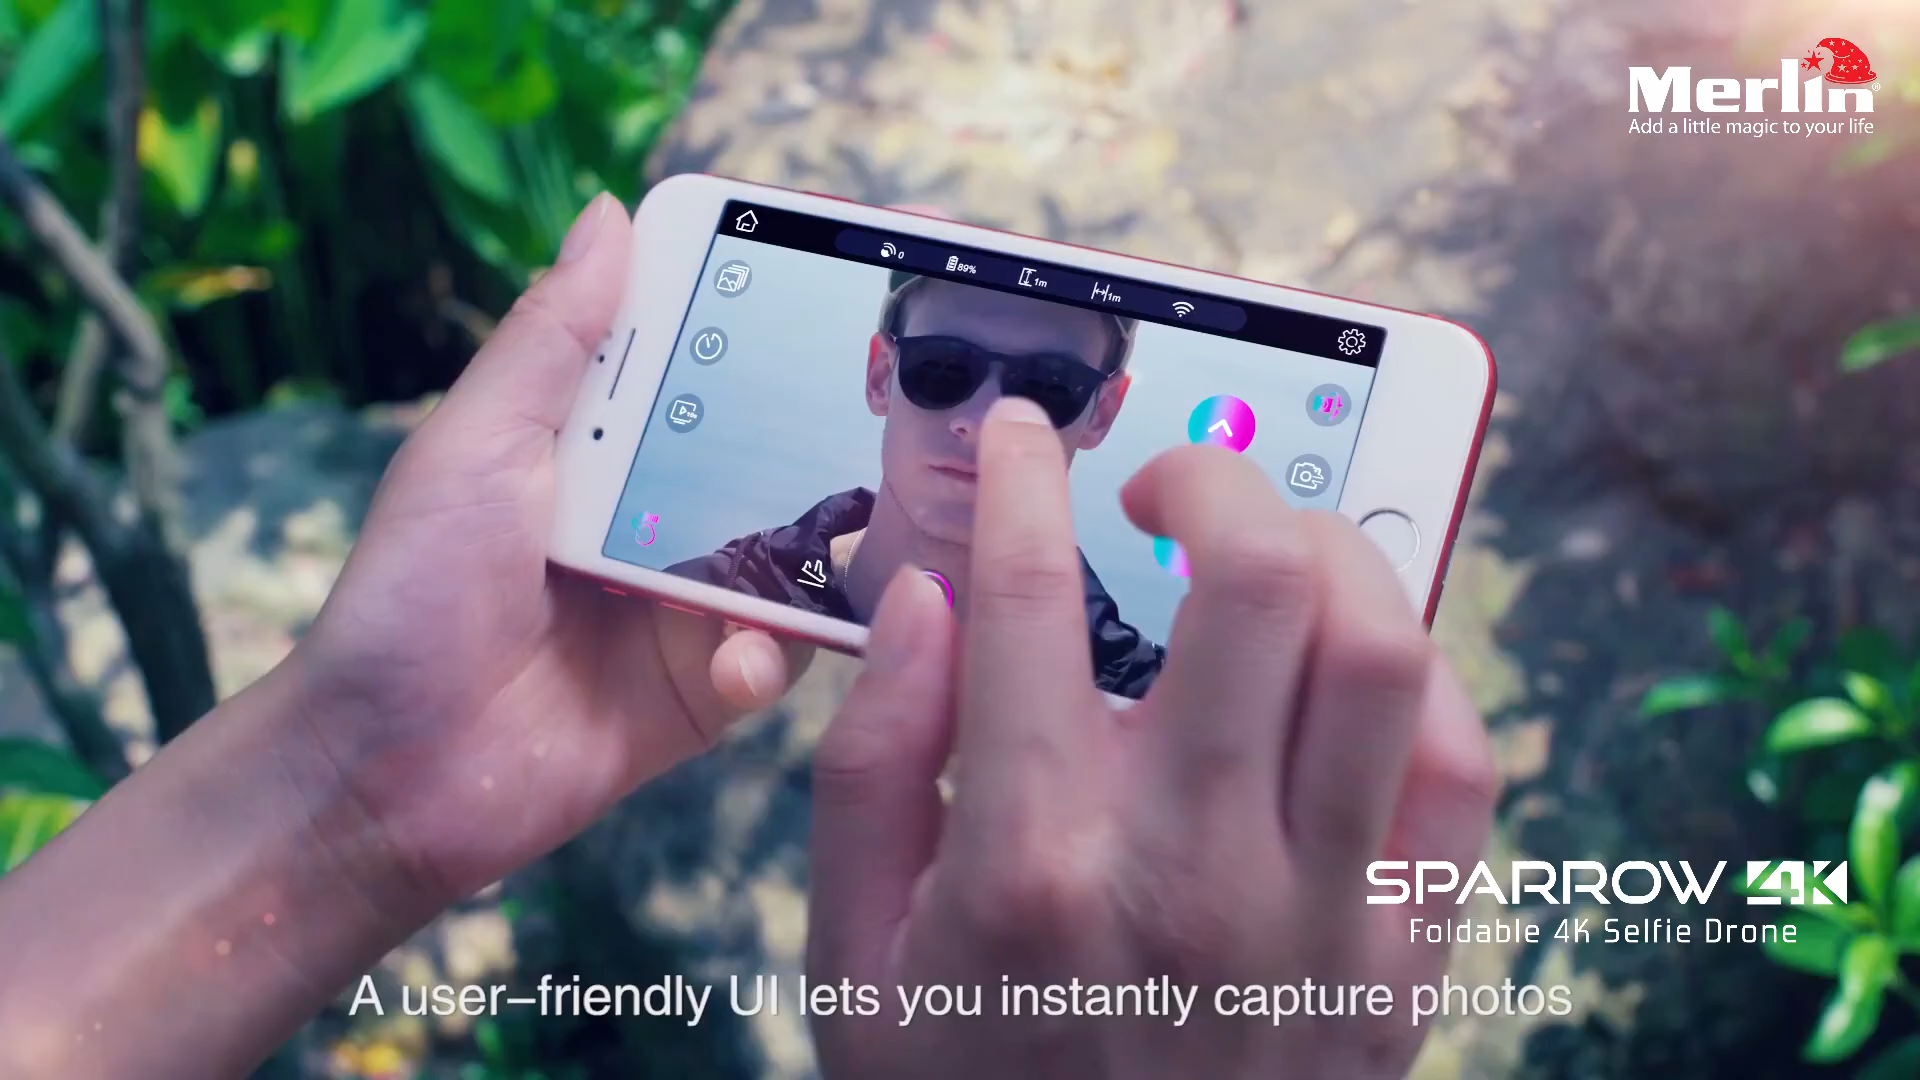 Merlin®
Add a little magic to your life
0
89%
1m
1m
SPARROW 4K
Foldable 4K Selfie Drone
A user–friendly UI lets you instantly capture photos